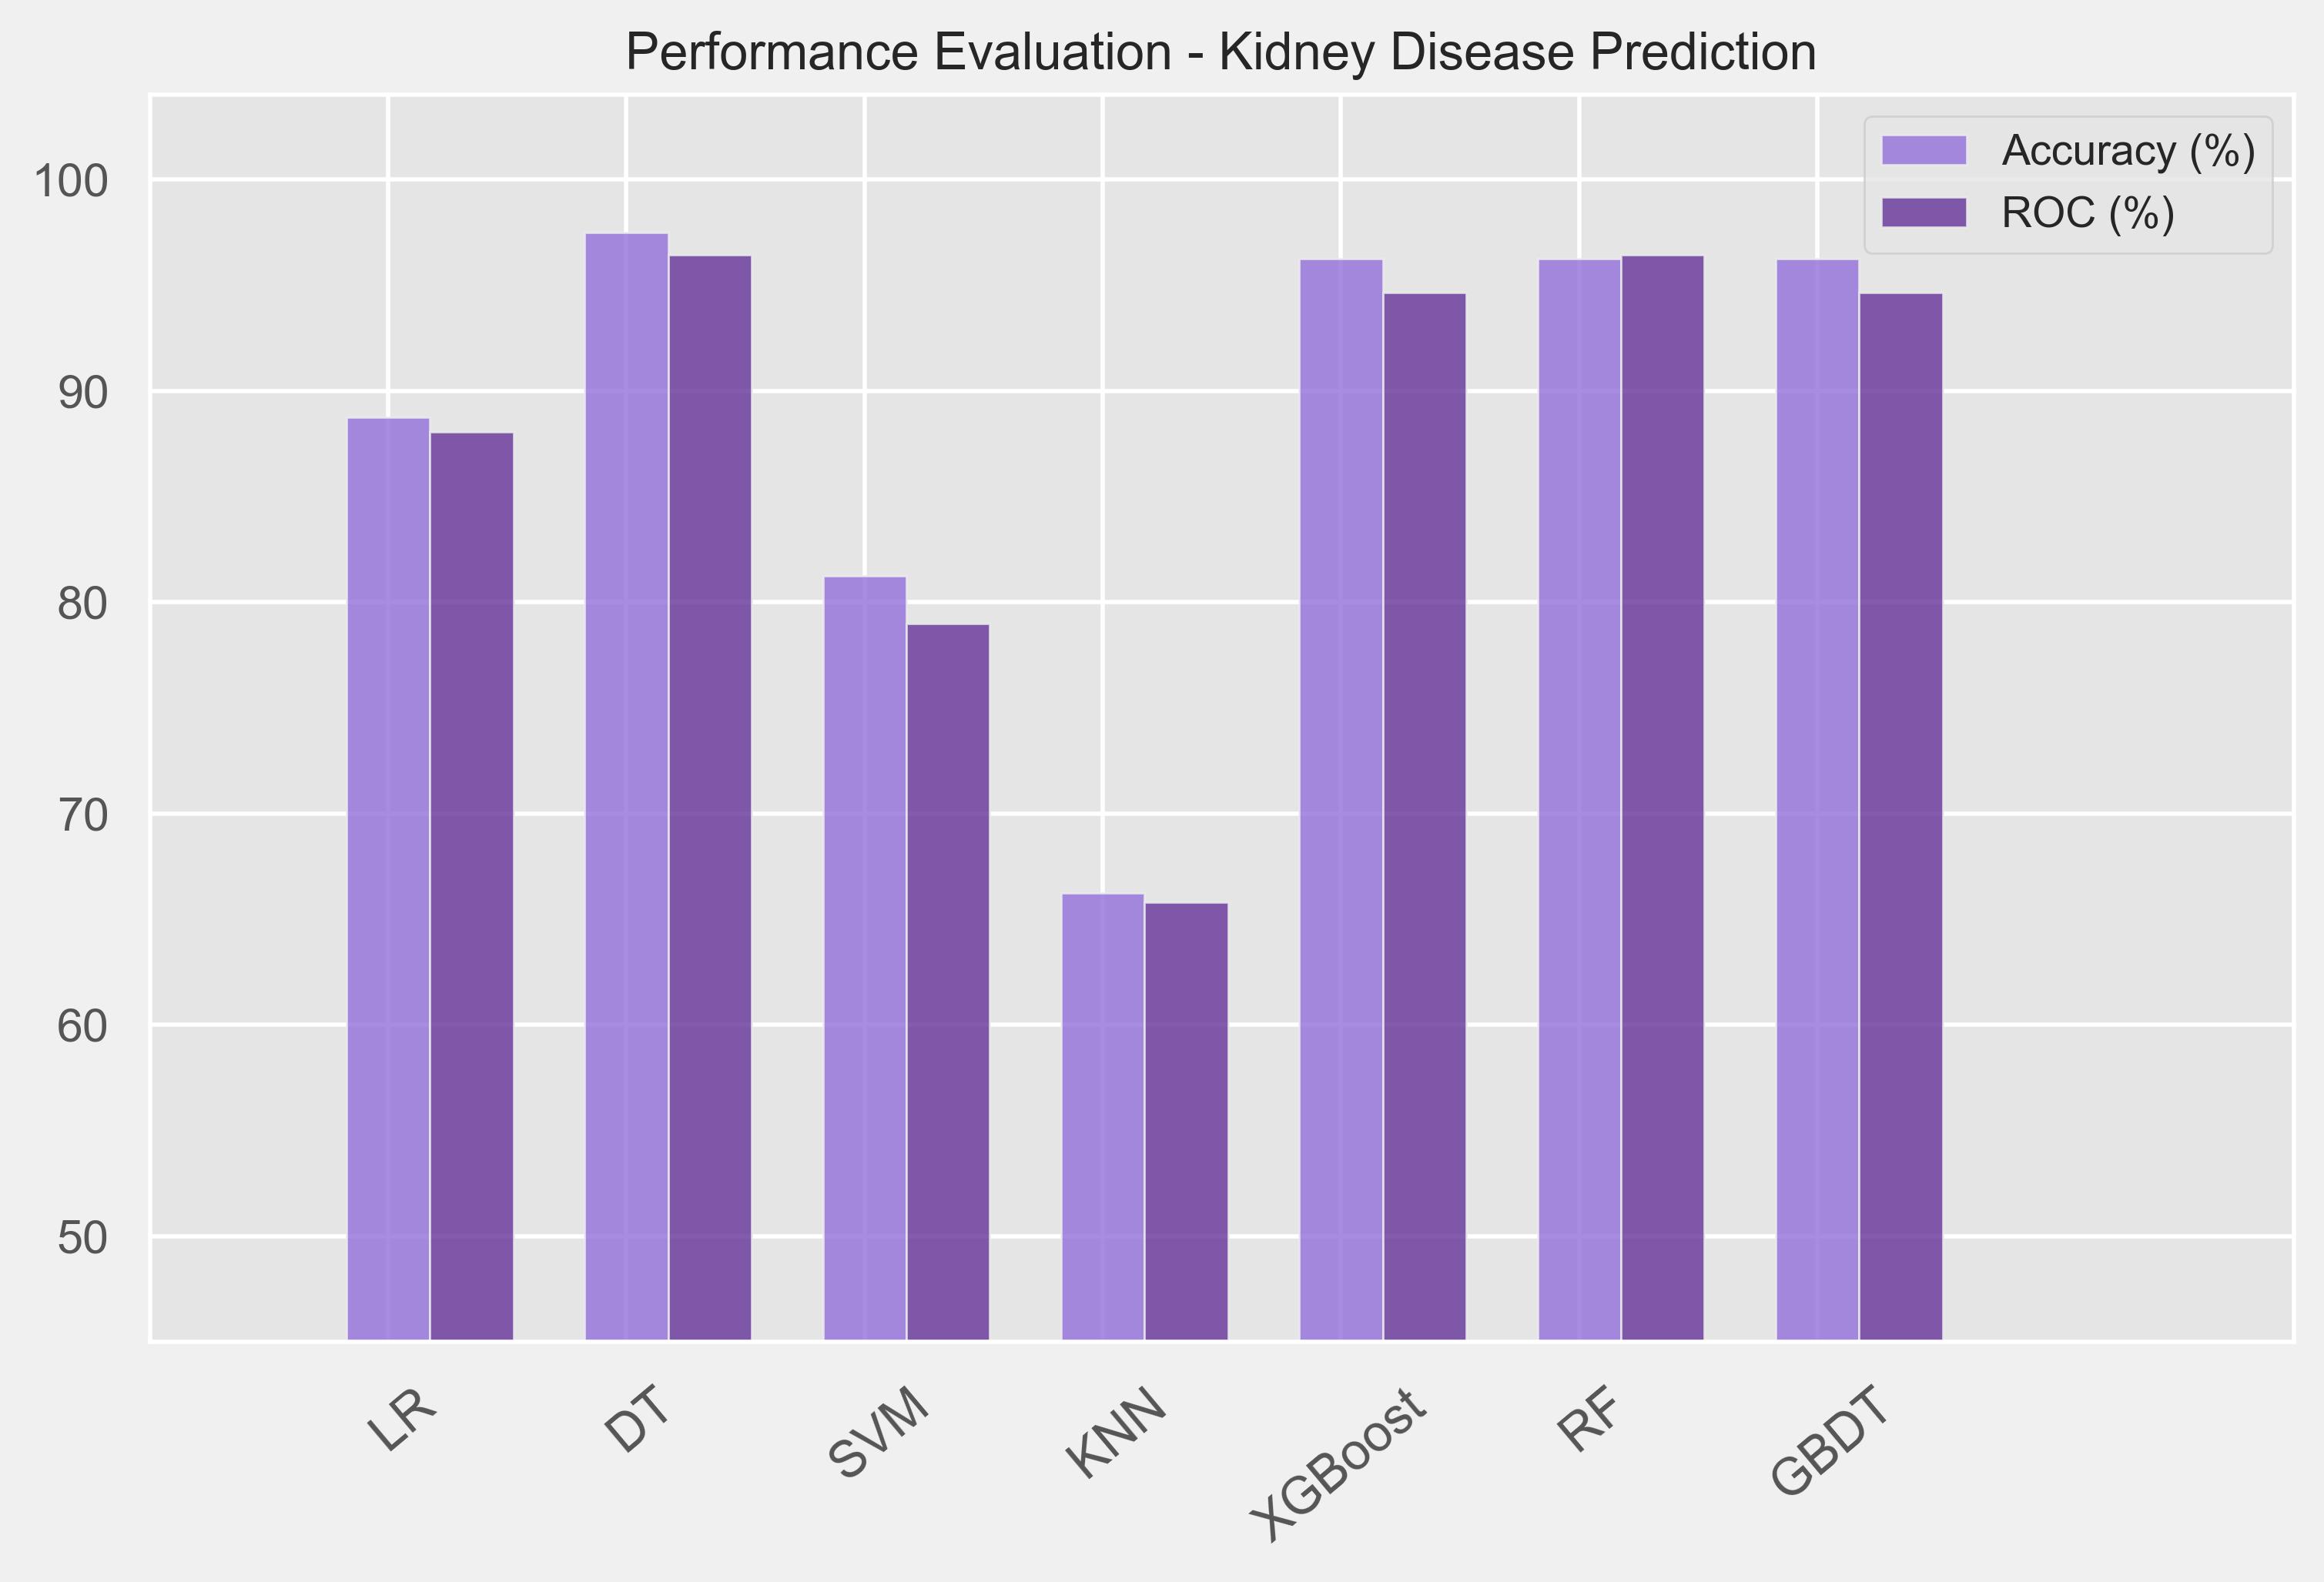 Performance Evaluation - Kidney Disease Prediction
Accuracy (%)
ROC (%)
100
90
80
70
60
50
LR
DT
SVM
KNN
XGBoost
RF
GBDT